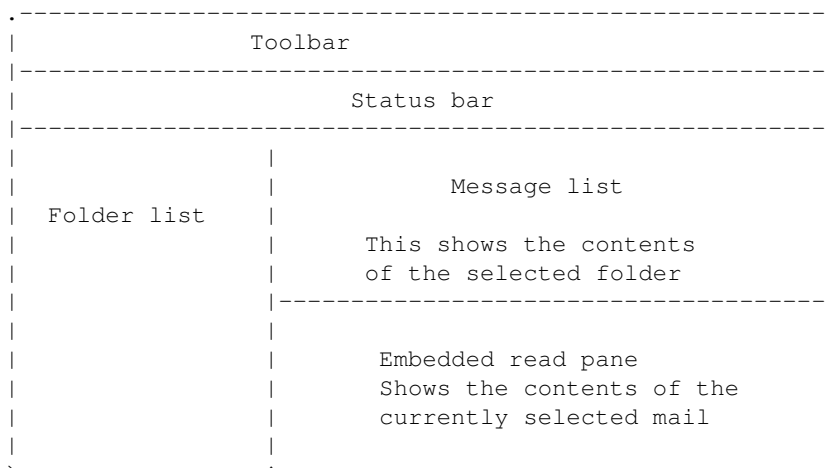 Toolbar
Status bar
Message list
Folder list
This shows the contents
of the selected folder
Embedded read pane
Shows the contents of the
currently selected mail